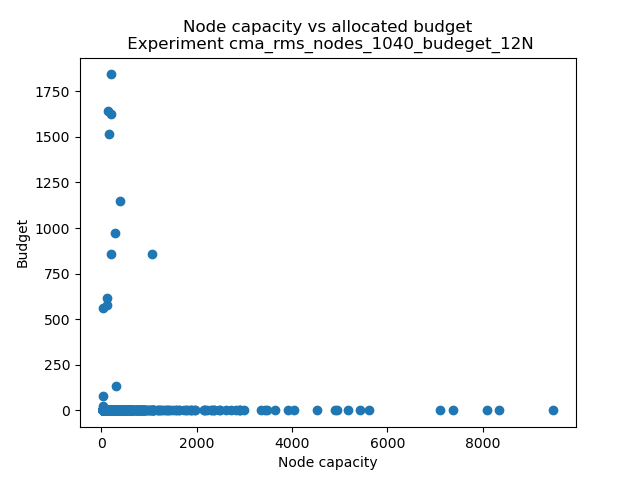 Node capacity vs allocated budget
Experiment cma_rms_nodes_1040_budeget_12N
Budget
1750
1500
1250
1000
750
500
250
0
0 2000 4000 6000 8000
Node capacity